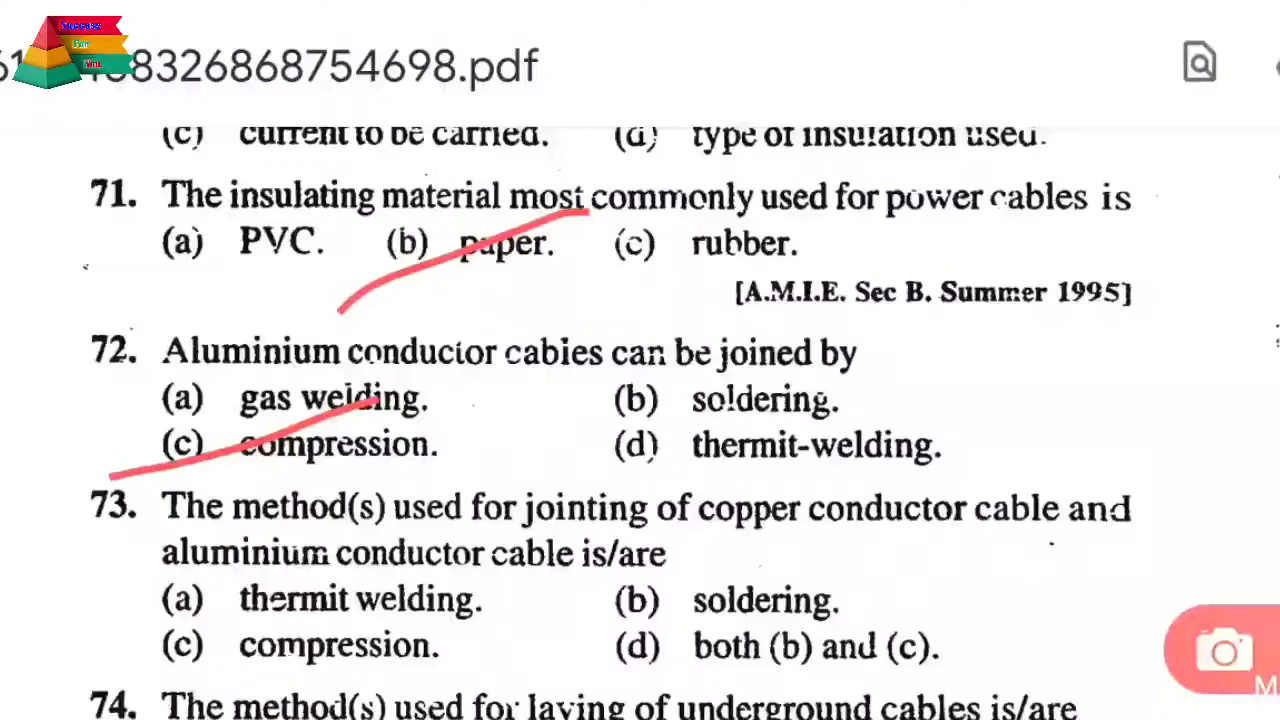 Success
For
You
8326868754698.pdf
(c) current to be carried. (d) type of insulation used.
71. The insulating material most commonly used for power cables is
(a) PVC. (b) paper. (c) rubber.
[A.M.I.E. Sec B. Summer 1995]
72. Aluminium conductor cables can be joined by
(a) gas welding. (b) soldering.
(c) compression. (d) thermit-welding.
73. The method(s) used for jointing of copper conductor cable and
aluminium conductor cable is/are
(a) thermit welding. (b) soldering.
(c) compression. (d) both (b) and (c).
74. The method(s) used for laying of underground cables is/are
M